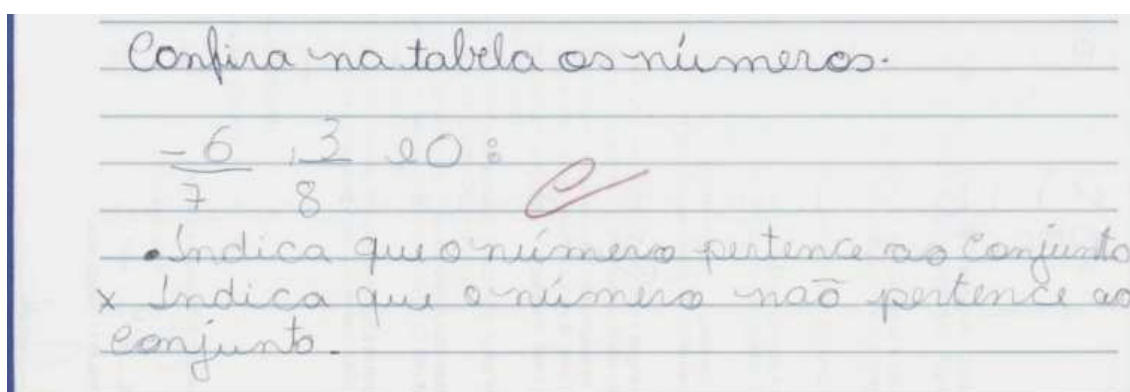 Confira na tabela os números.
-6/7, 3/8 e 0:
• Indica que o número pertence ao conjunto
x Indica que o número naõ pertence ao
conjunto.